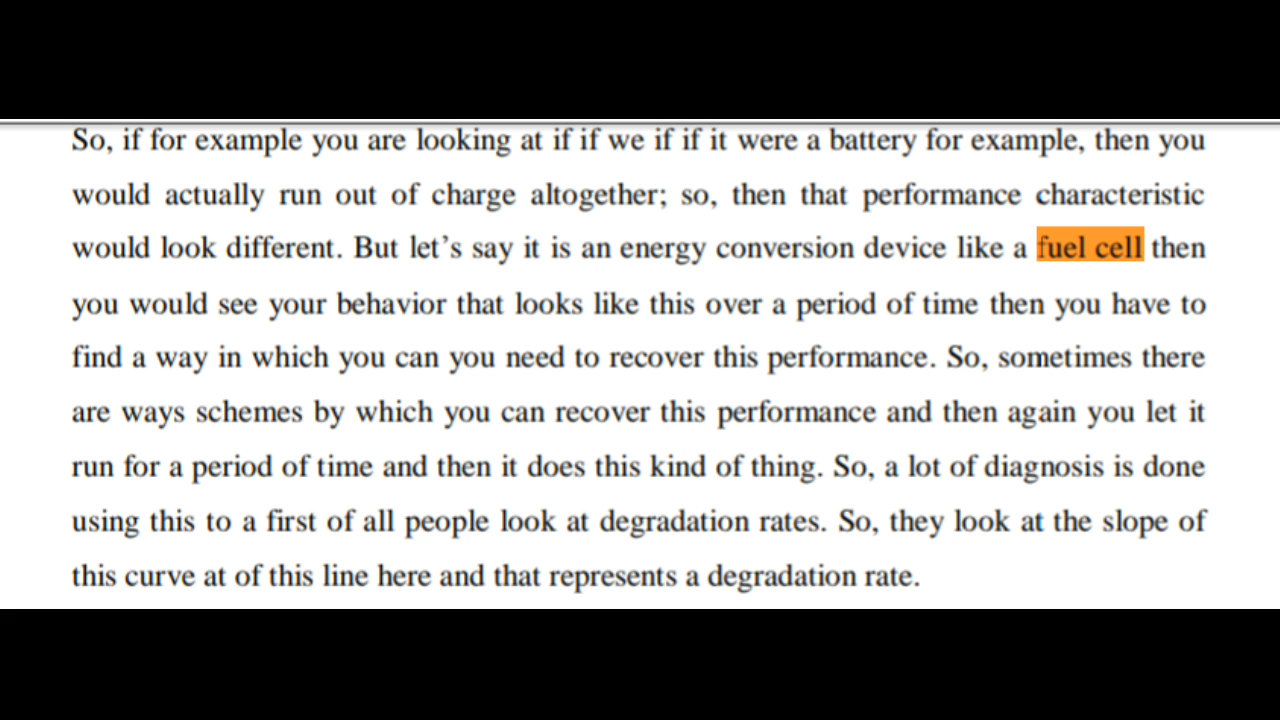 So, if for example you are looking at if if we if if it were a battery for example, then you
would actually run out of charge altogether; so, then that performance characteristic
would look different. But let’s say it is an energy conversion device like a fuel cell then
you would see your behavior that looks like this over a period of time then you have to
find a way in which you can you need to recover this performance. So, sometimes there
are ways schemes by which you can recover this performance and then again you let it
run for a period of time and then it does this kind of thing. So, a lot of diagnosis is done
using this to a first of all people look at degradation rates. So, they look at the slope of
this curve at of this line here and that represents a degradation rate.